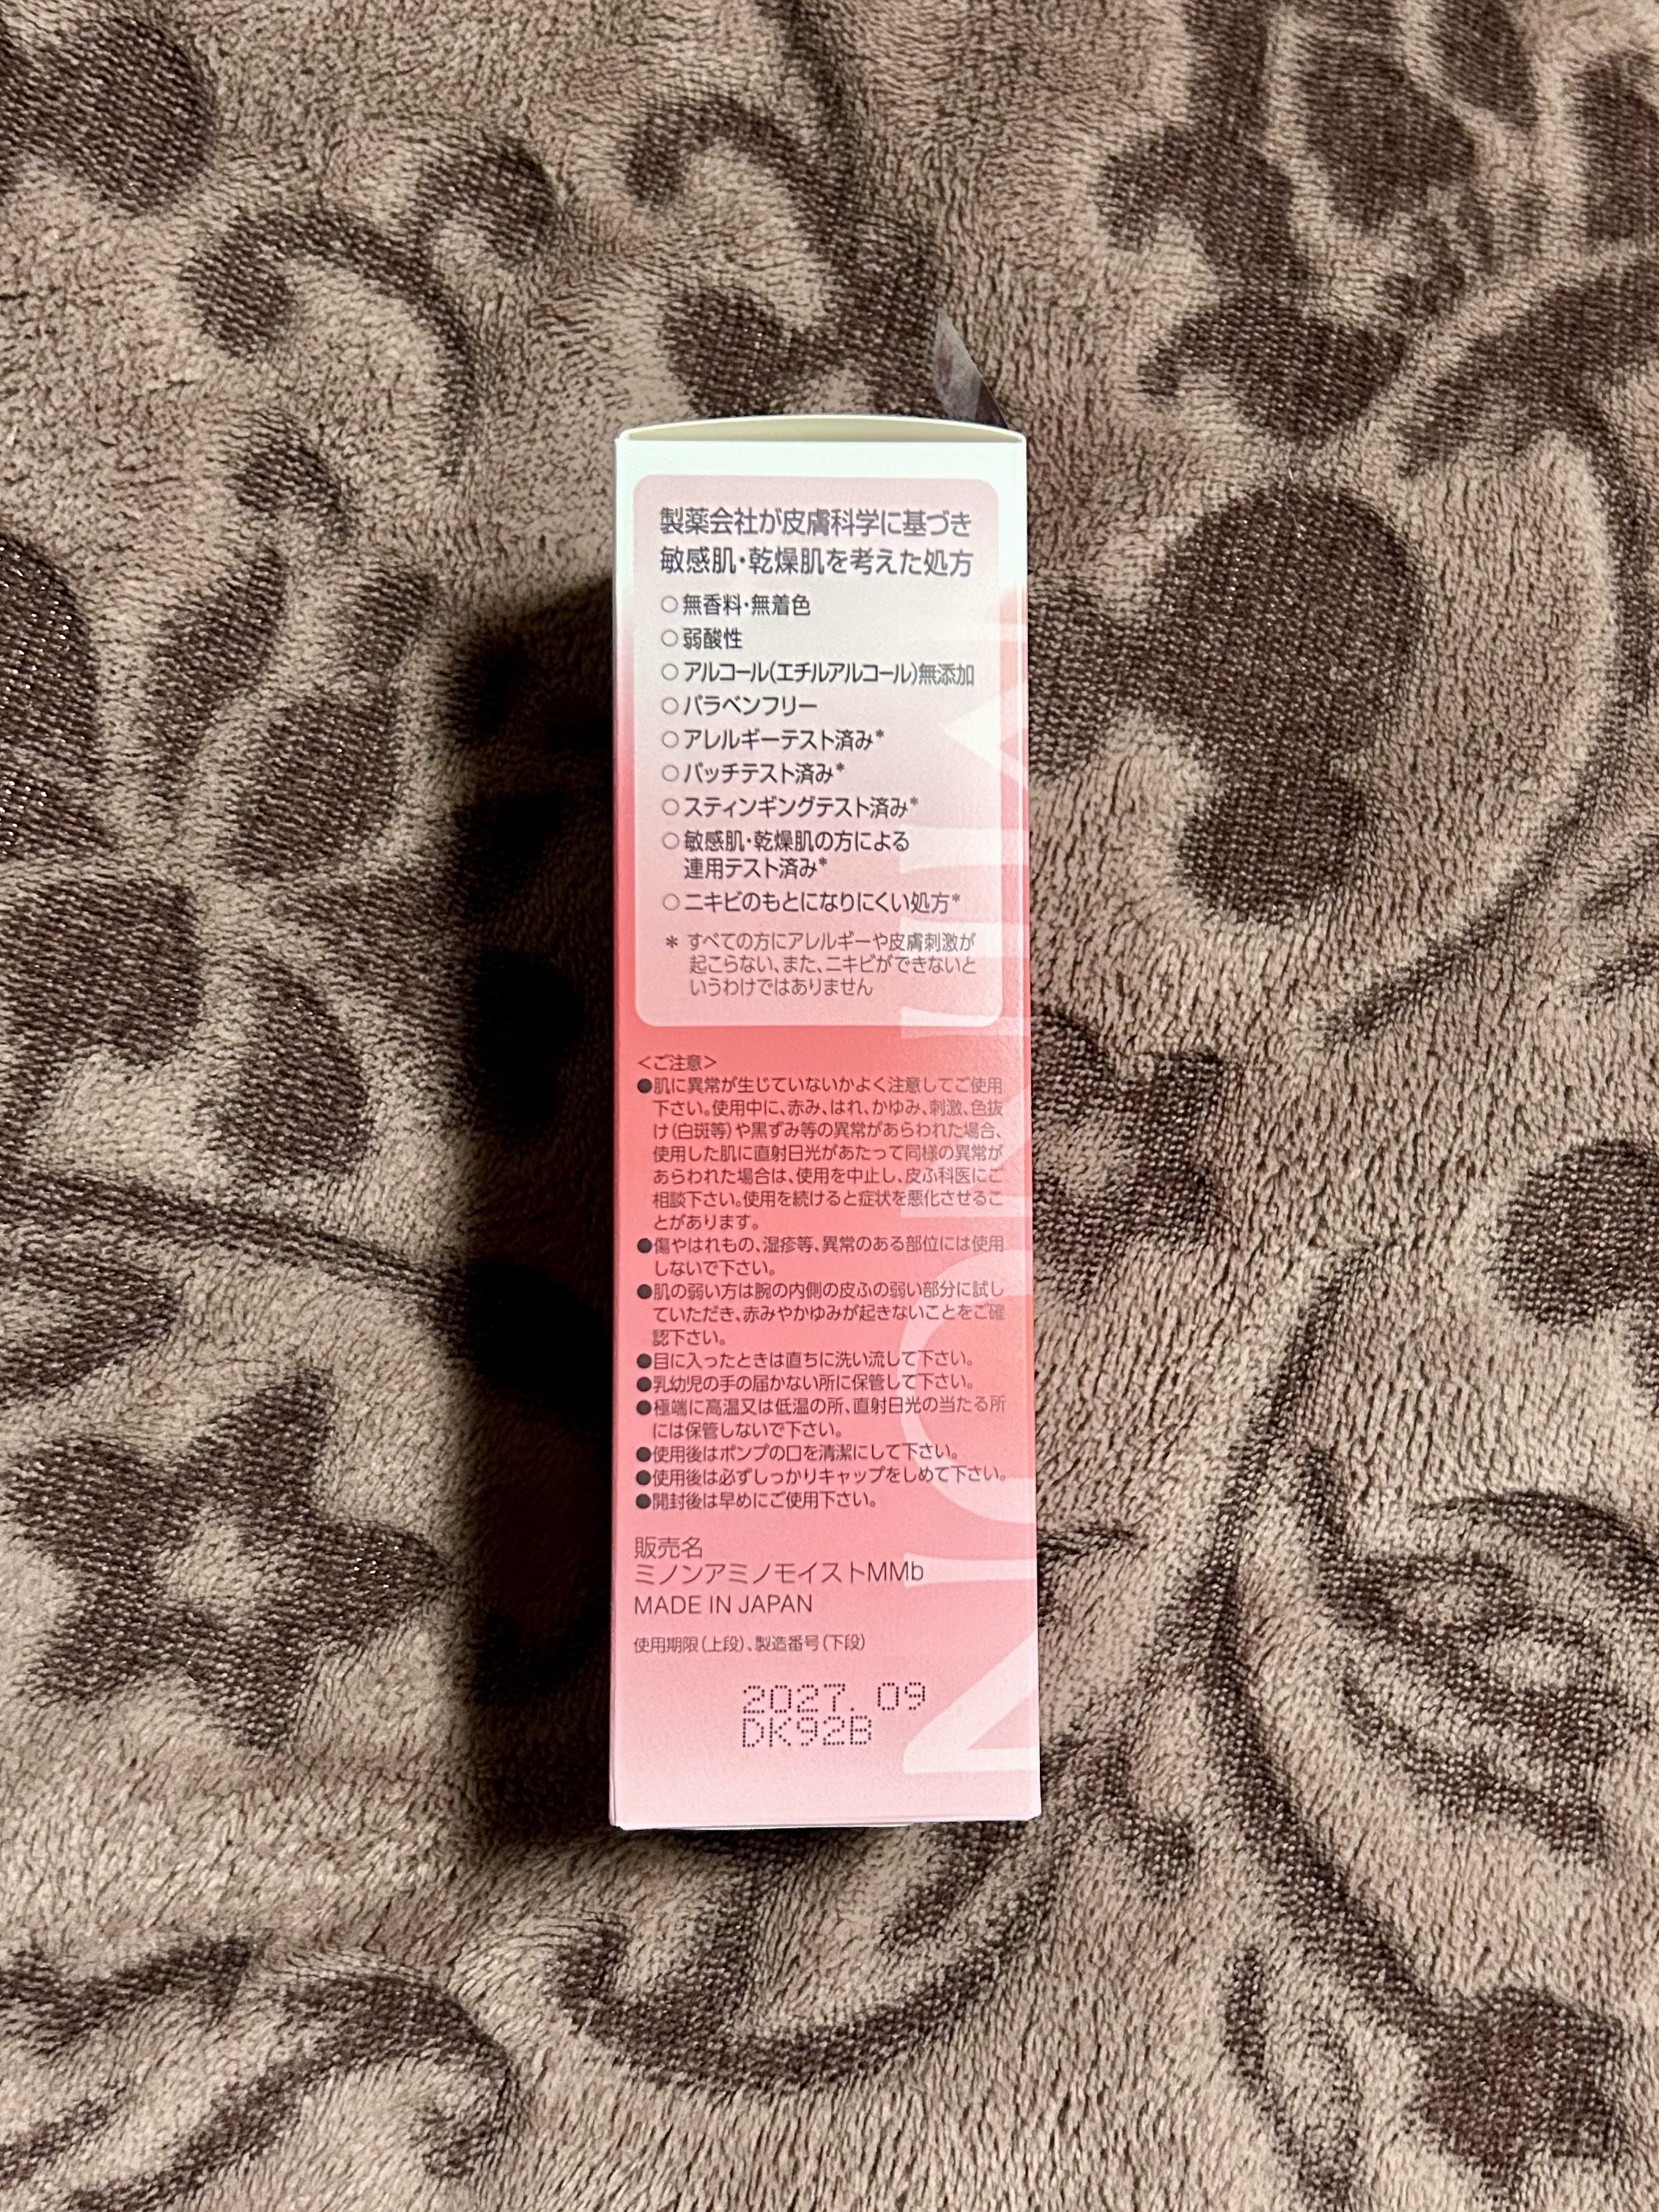 製薬会社が皮膚科学に基づき
敏感肌・乾燥肌を考えた処方
○無香料・無着色
○弱酸性
○アルコール(エチルアルコール)無添加
○パラベンフリー
○アレルギーテスト済み*
○パッチテスト済み*
○スティンギングテスト済み*
○敏感肌・乾燥肌の方による
連用テスト済み*
○ニキビのもとになりにくい処方*
* すべての方にアレルギーや皮膚刺激が
起こらない、また、ニキビができないと
いうわけではありません
＜ご注意＞
●肌に異常が生じていないかよく注意してご使用
下さい。使用中に、赤み、はれ、かゆみ、刺激、色抜
け(白斑等)や黒ずみ等の異常があらわれた場合、
使用した肌に直射日光があたって同様の異常が
あらわれた場合は、使用を中止し、皮ふ科医にご
相談下さい。使用を続けると症状を悪化させるこ
とがあります。
●傷やはれもの、湿疹等、異常のある部位には使用
しないで下さい。
●肌の弱い方は腕の内側の皮ふの弱い部分に試し
ていただき、赤みやかゆみが起きないことをご確
認下さい。
●目に入ったときは直ちに洗い流して下さい。
●乳幼児の手の届かない所に保管して下さい。
●極端に高温又は低温の所、直射日光の当たる所
には保管しないで下さい。
●使用後はポンプの口を清潔にして下さい。
●使用後は必ずしっかりキャップをしめて下さい。
●開封後は早めにご使用下さい。
販売名
ミノンアミノモイストMMb
MADE IN JAPAN
使用期限(上段)、製造番号(下段)
2027. 09
DK92B
MINON